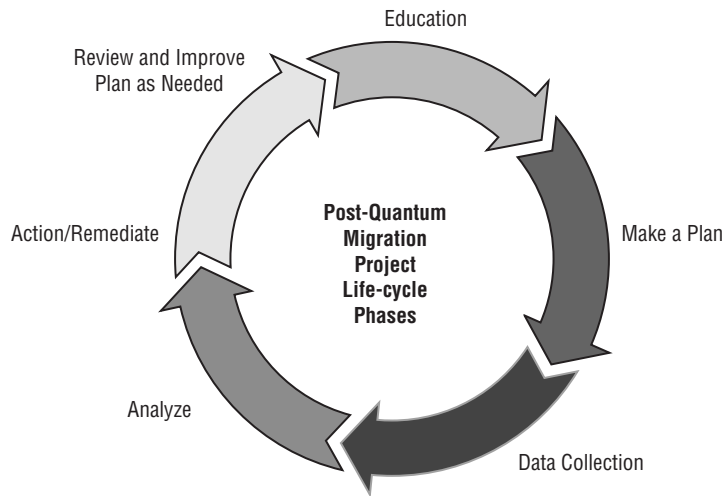 Education
Review and Improve
Plan as Needed
Post-Quantum
Migration
Project
Life-cycle
Phases
Action/Remediate
Make a Plan
Analyze
Data Collection